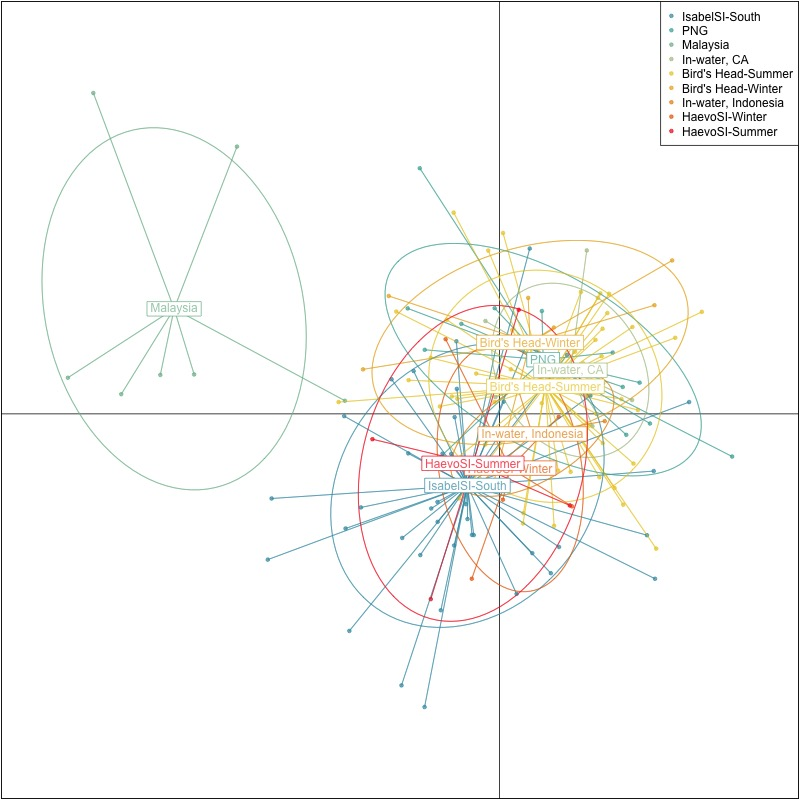 IsabelSI-South
PNG
Malaysia
In-water, CA
Bird's Head-Summer
Bird's Head-Winter
In-water, Indonesia
HaevoSI-Winter
HaevoSI-Summer
Malaysia
Bird's Head-Winter
PNG
In-water, CA
Bird's Head-Summer
In-water, Indonesia
HaevoSI-Summer
HaevoSI-Winter
IsabelSI-South